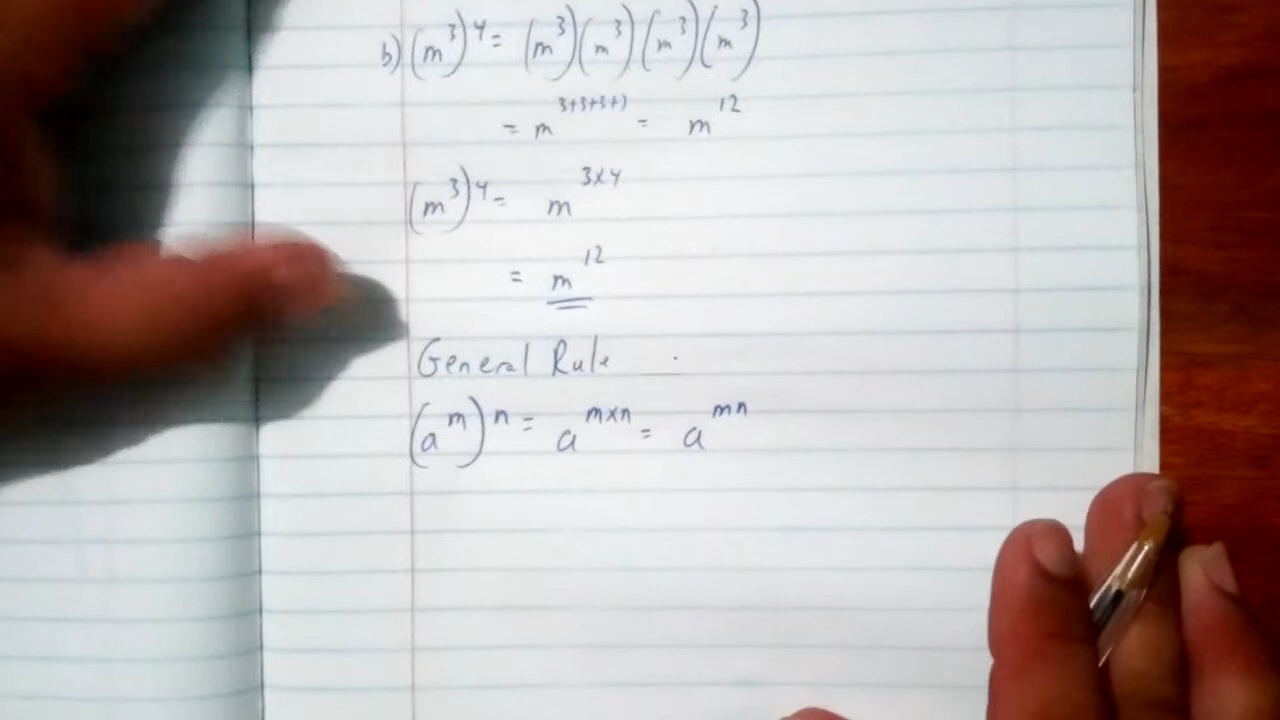 b) (m³)⁴ = (m³)(m³)(m³)(m³)
= m³⁺³⁺³⁺³ = m¹²
(m³)⁴ = m³ˣ⁴
= m¹²
General Rule
(aᵐ)ⁿ = aᵐˣⁿ = aᵐⁿ